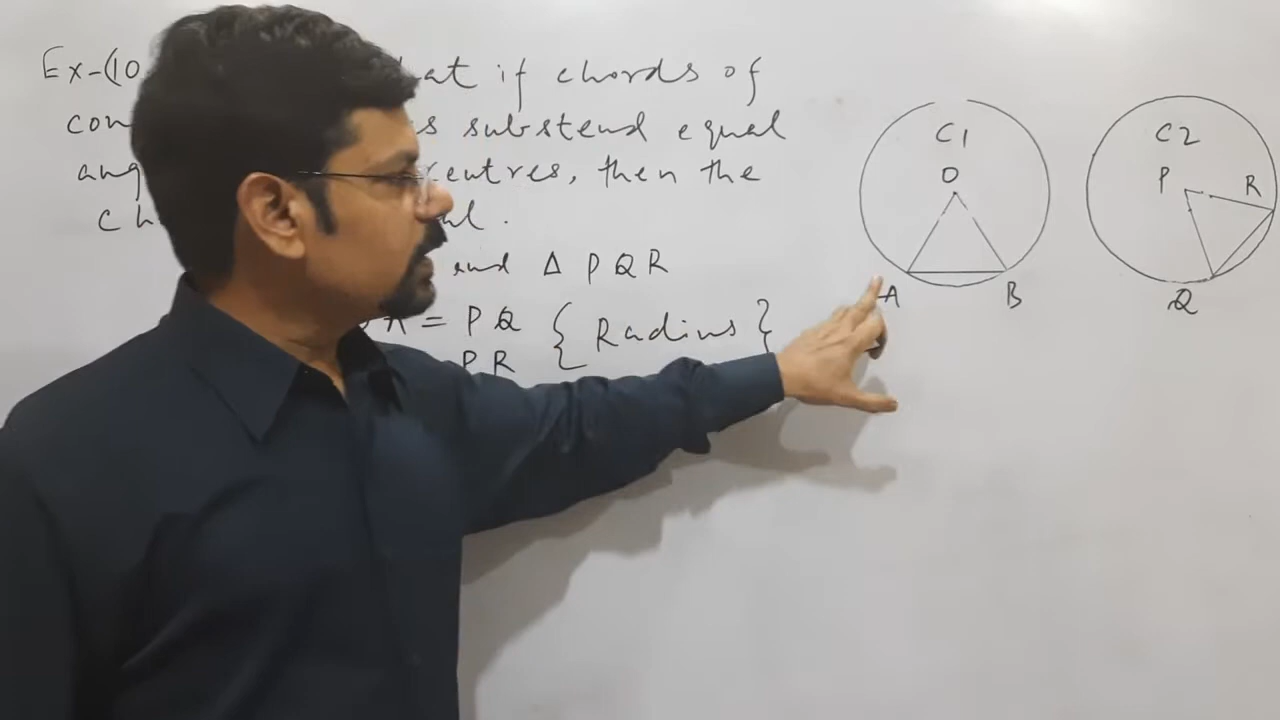 Ex-(10 at if chords of
con s substend equal
ang centres, then the
ch al.
and Δ PQR
A = PQ { Radius }
PR
C1
O
A B
C2
P R
Q